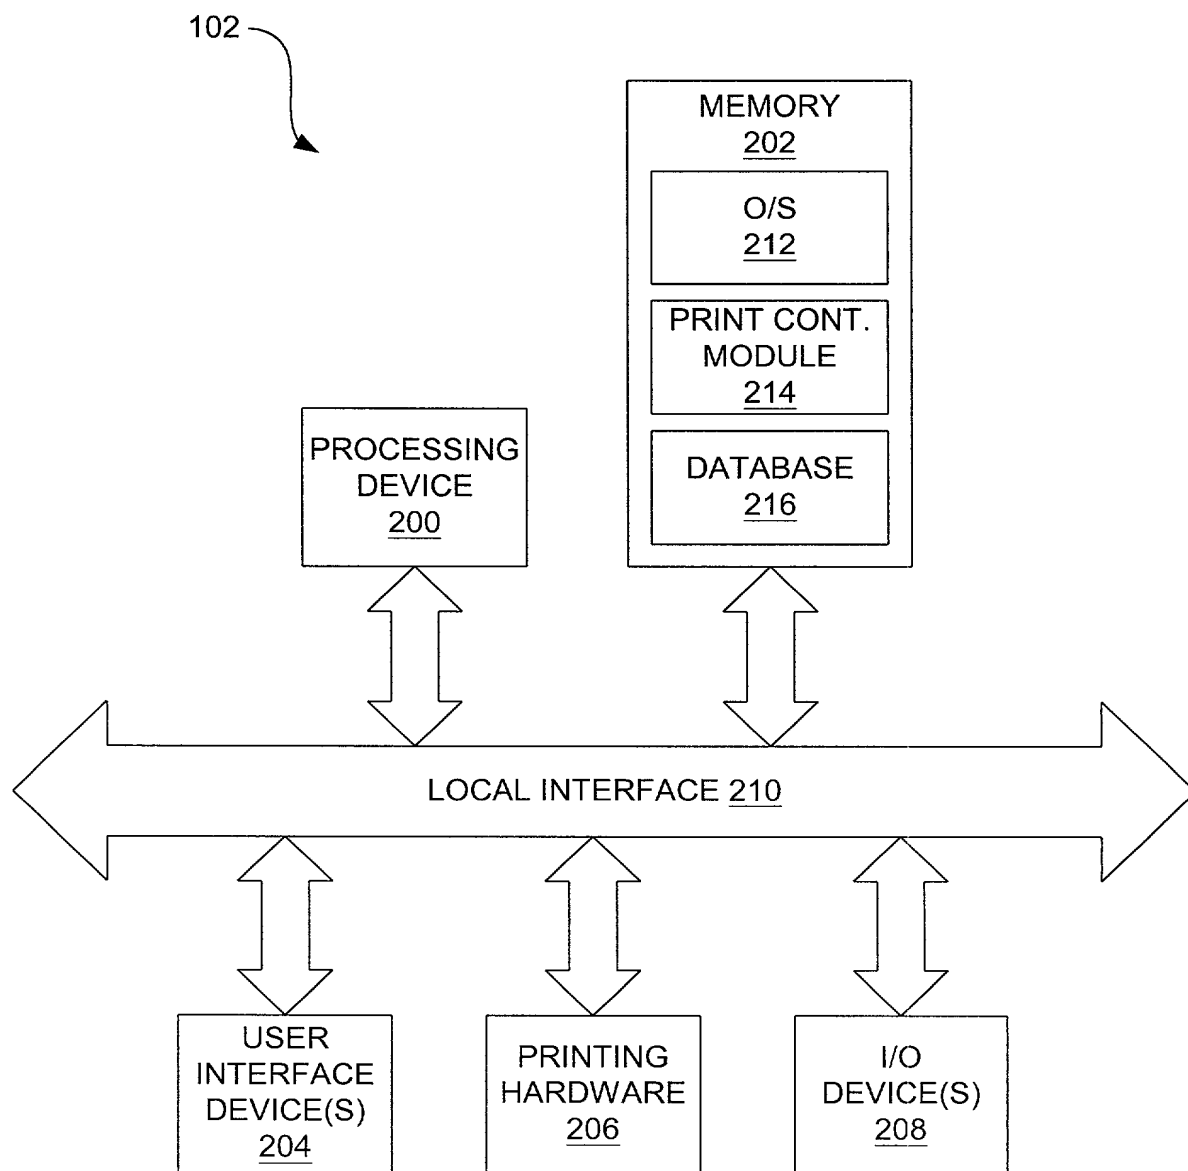 102
MEMORY
202
O/S
212
PRINT CONT.
MODULE
214
DATABASE
216
PROCESSING
DEVICE
200
LOCAL INTERFACE 210
USER
INTERFACE
DEVICE(S)
204
PRINTING
HARDWARE
206
I/O
DEVICE(S)
208